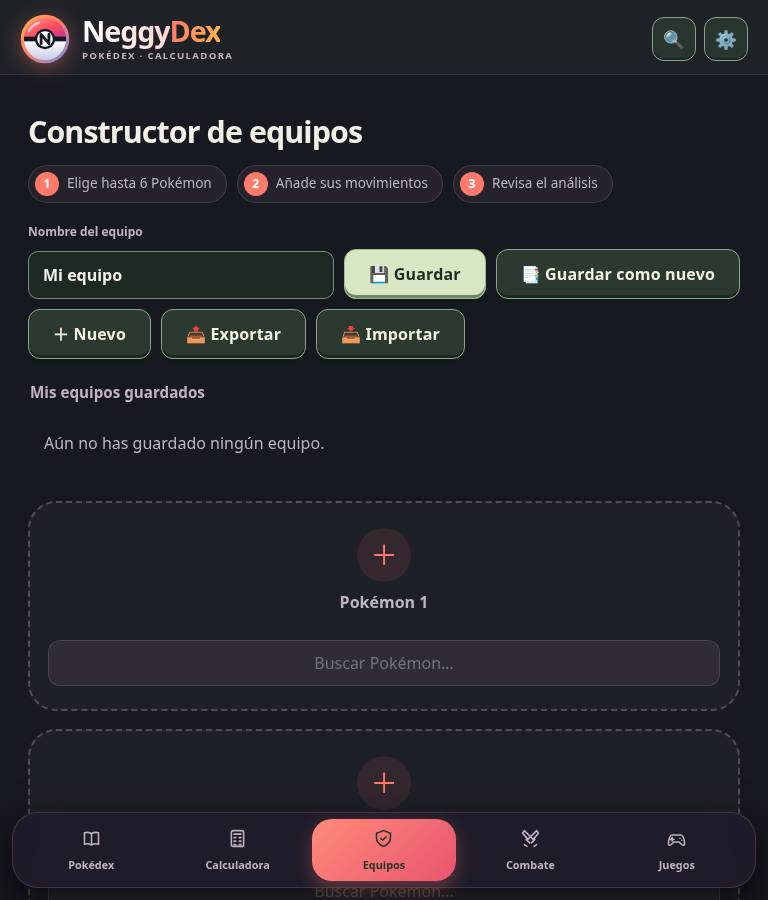 NeggyDex
POKÉDEX · CALCULADORA
Constructor de equipos
1 Elige hasta 6 Pokémon
2 Añade sus movimientos
3 Revisa el análisis
Nombre del equipo
Mi equipo
Guardar
Guardar como nuevo
+ Nuevo
Exportar
Importar
Mis equipos guardados
Aún no has guardado ningún equipo.
Pokémon 1
Buscar Pokémon...
Pokédex
Calculadora
Equipos
Combate
Juegos
Buscar Pokémon...